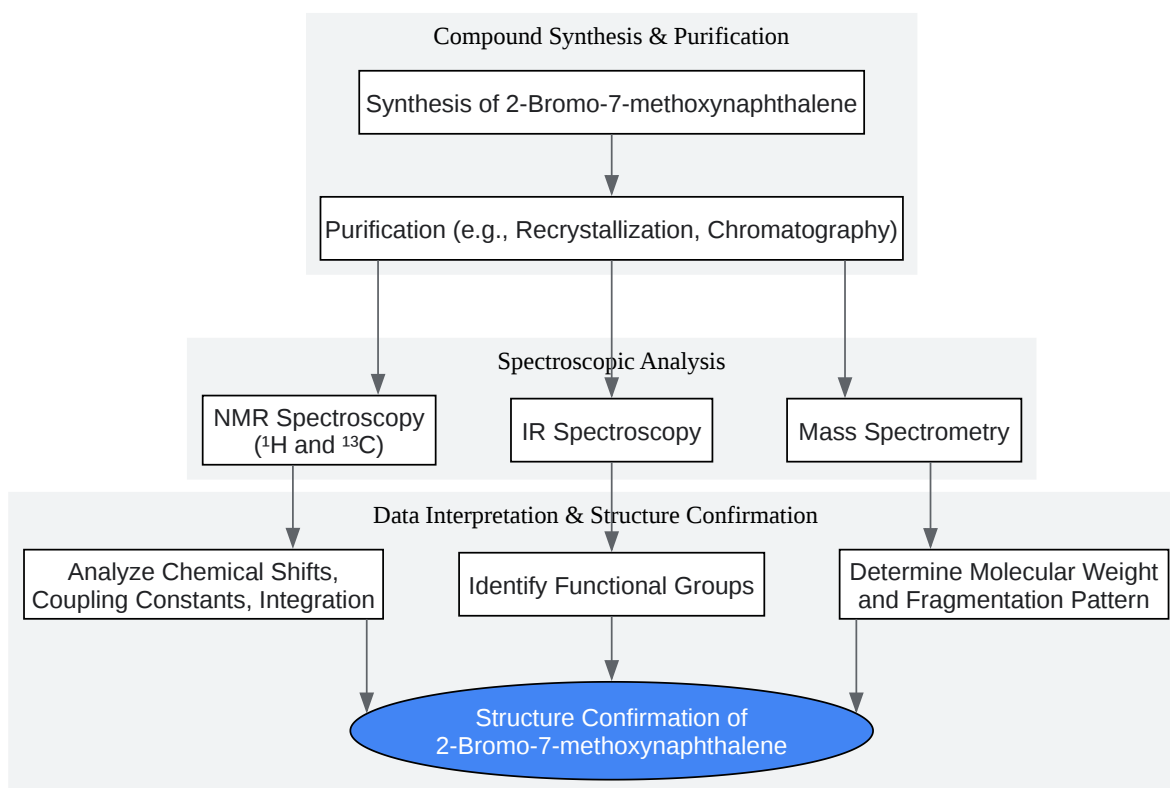 Compound Synthesis & Purification
Synthesis of 2-Bromo-7-methoxynaphthalene
Purification (e.g., Recrystallization, Chromatography)
Spectroscopic Analysis
NMR Spectroscopy
(¹H and ¹³C)
IR Spectroscopy
Mass Spectrometry
Data Interpretation & Structure Confirmation
Analyze Chemical Shifts,
Coupling Constants, Integration
Identify Functional Groups
Determine Molecular Weight
and Fragmentation Pattern
Structure Confirmation of
2-Bromo-7-methoxynaphthalene